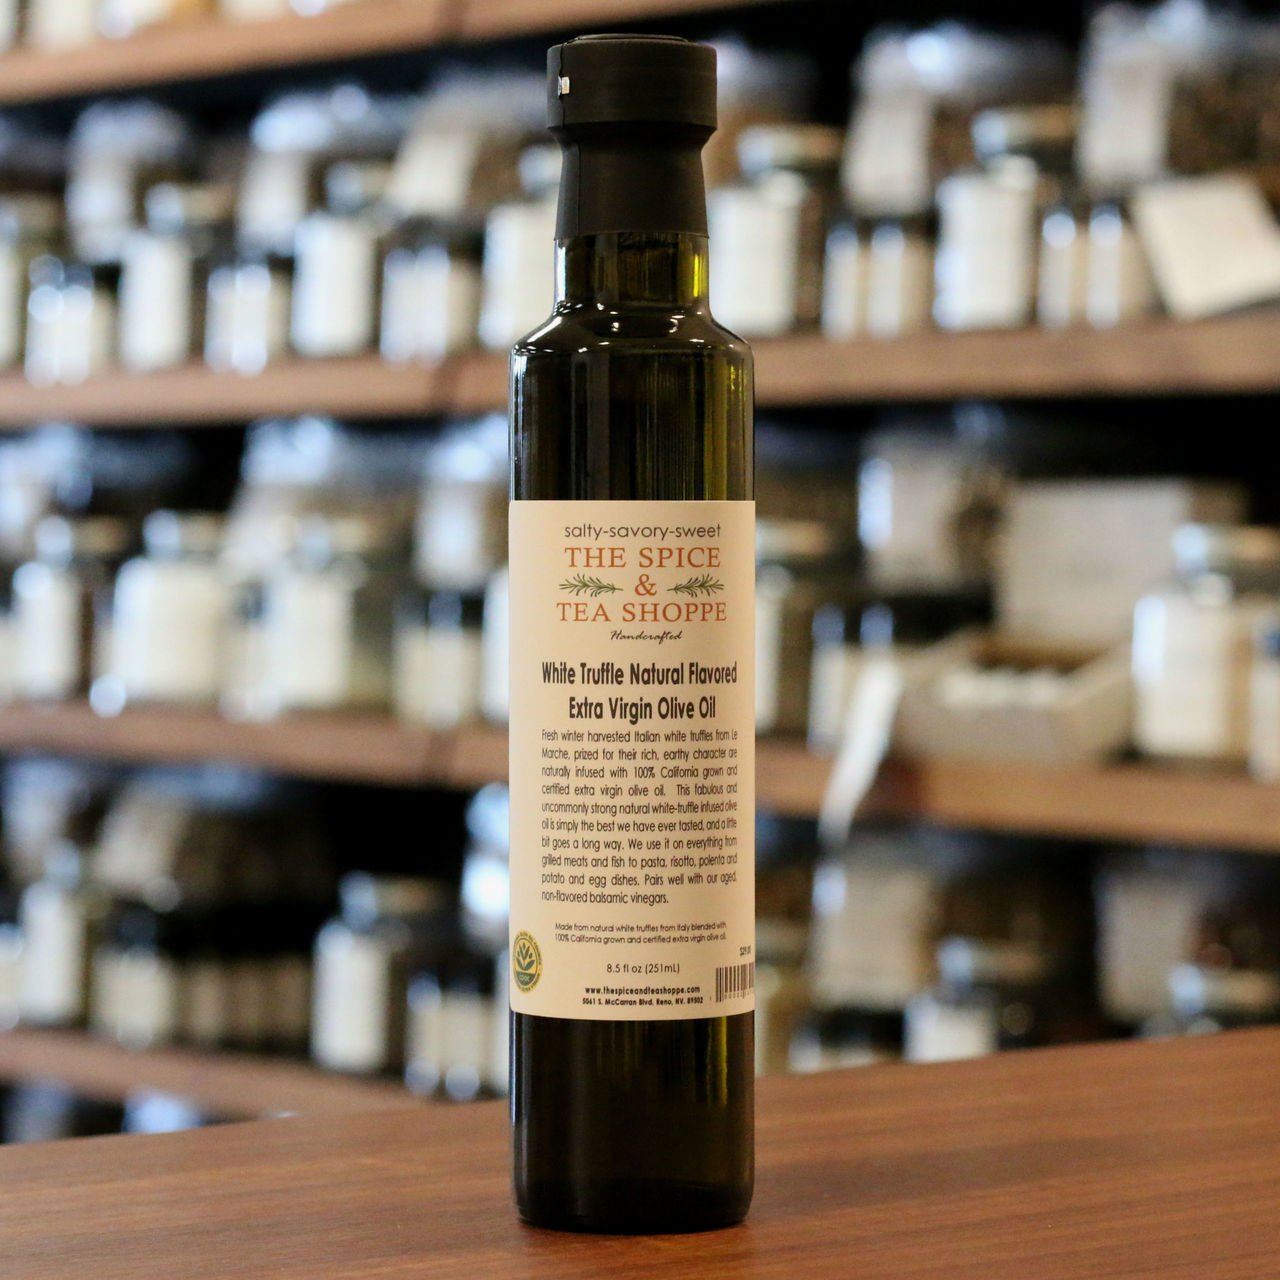 salty-savory-sweet
THE SPICE
&
TEA SHOPPE
Handcrafted
White Truffle Natural Flavored
Extra Virgin Olive Oil
Fresh winter harvested Italian white truffles from Le
Marche, prized for their rich, earthy character are
naturally infused with 100% California grown and
certified extra virgin olive oil. This fabulous and
uncommonly strong natural white-truffle infused olive
oil is simply the best we have ever tasted, and a little
bit goes a long way. We use it on everything from
grilled meats and fish to pasta, risotto, polenta and
potato and egg dishes. Pairs well with our aged,
non-flavored balsamic vinegars.
Made from natural white truffles from Italy blended with
100% California grown and certified extra virgin olive oil.
8.5 fl oz (251mL)
www.thespiceandteashoppe.com
5061 S. McCarran Blvd. Reno, NV. 89502